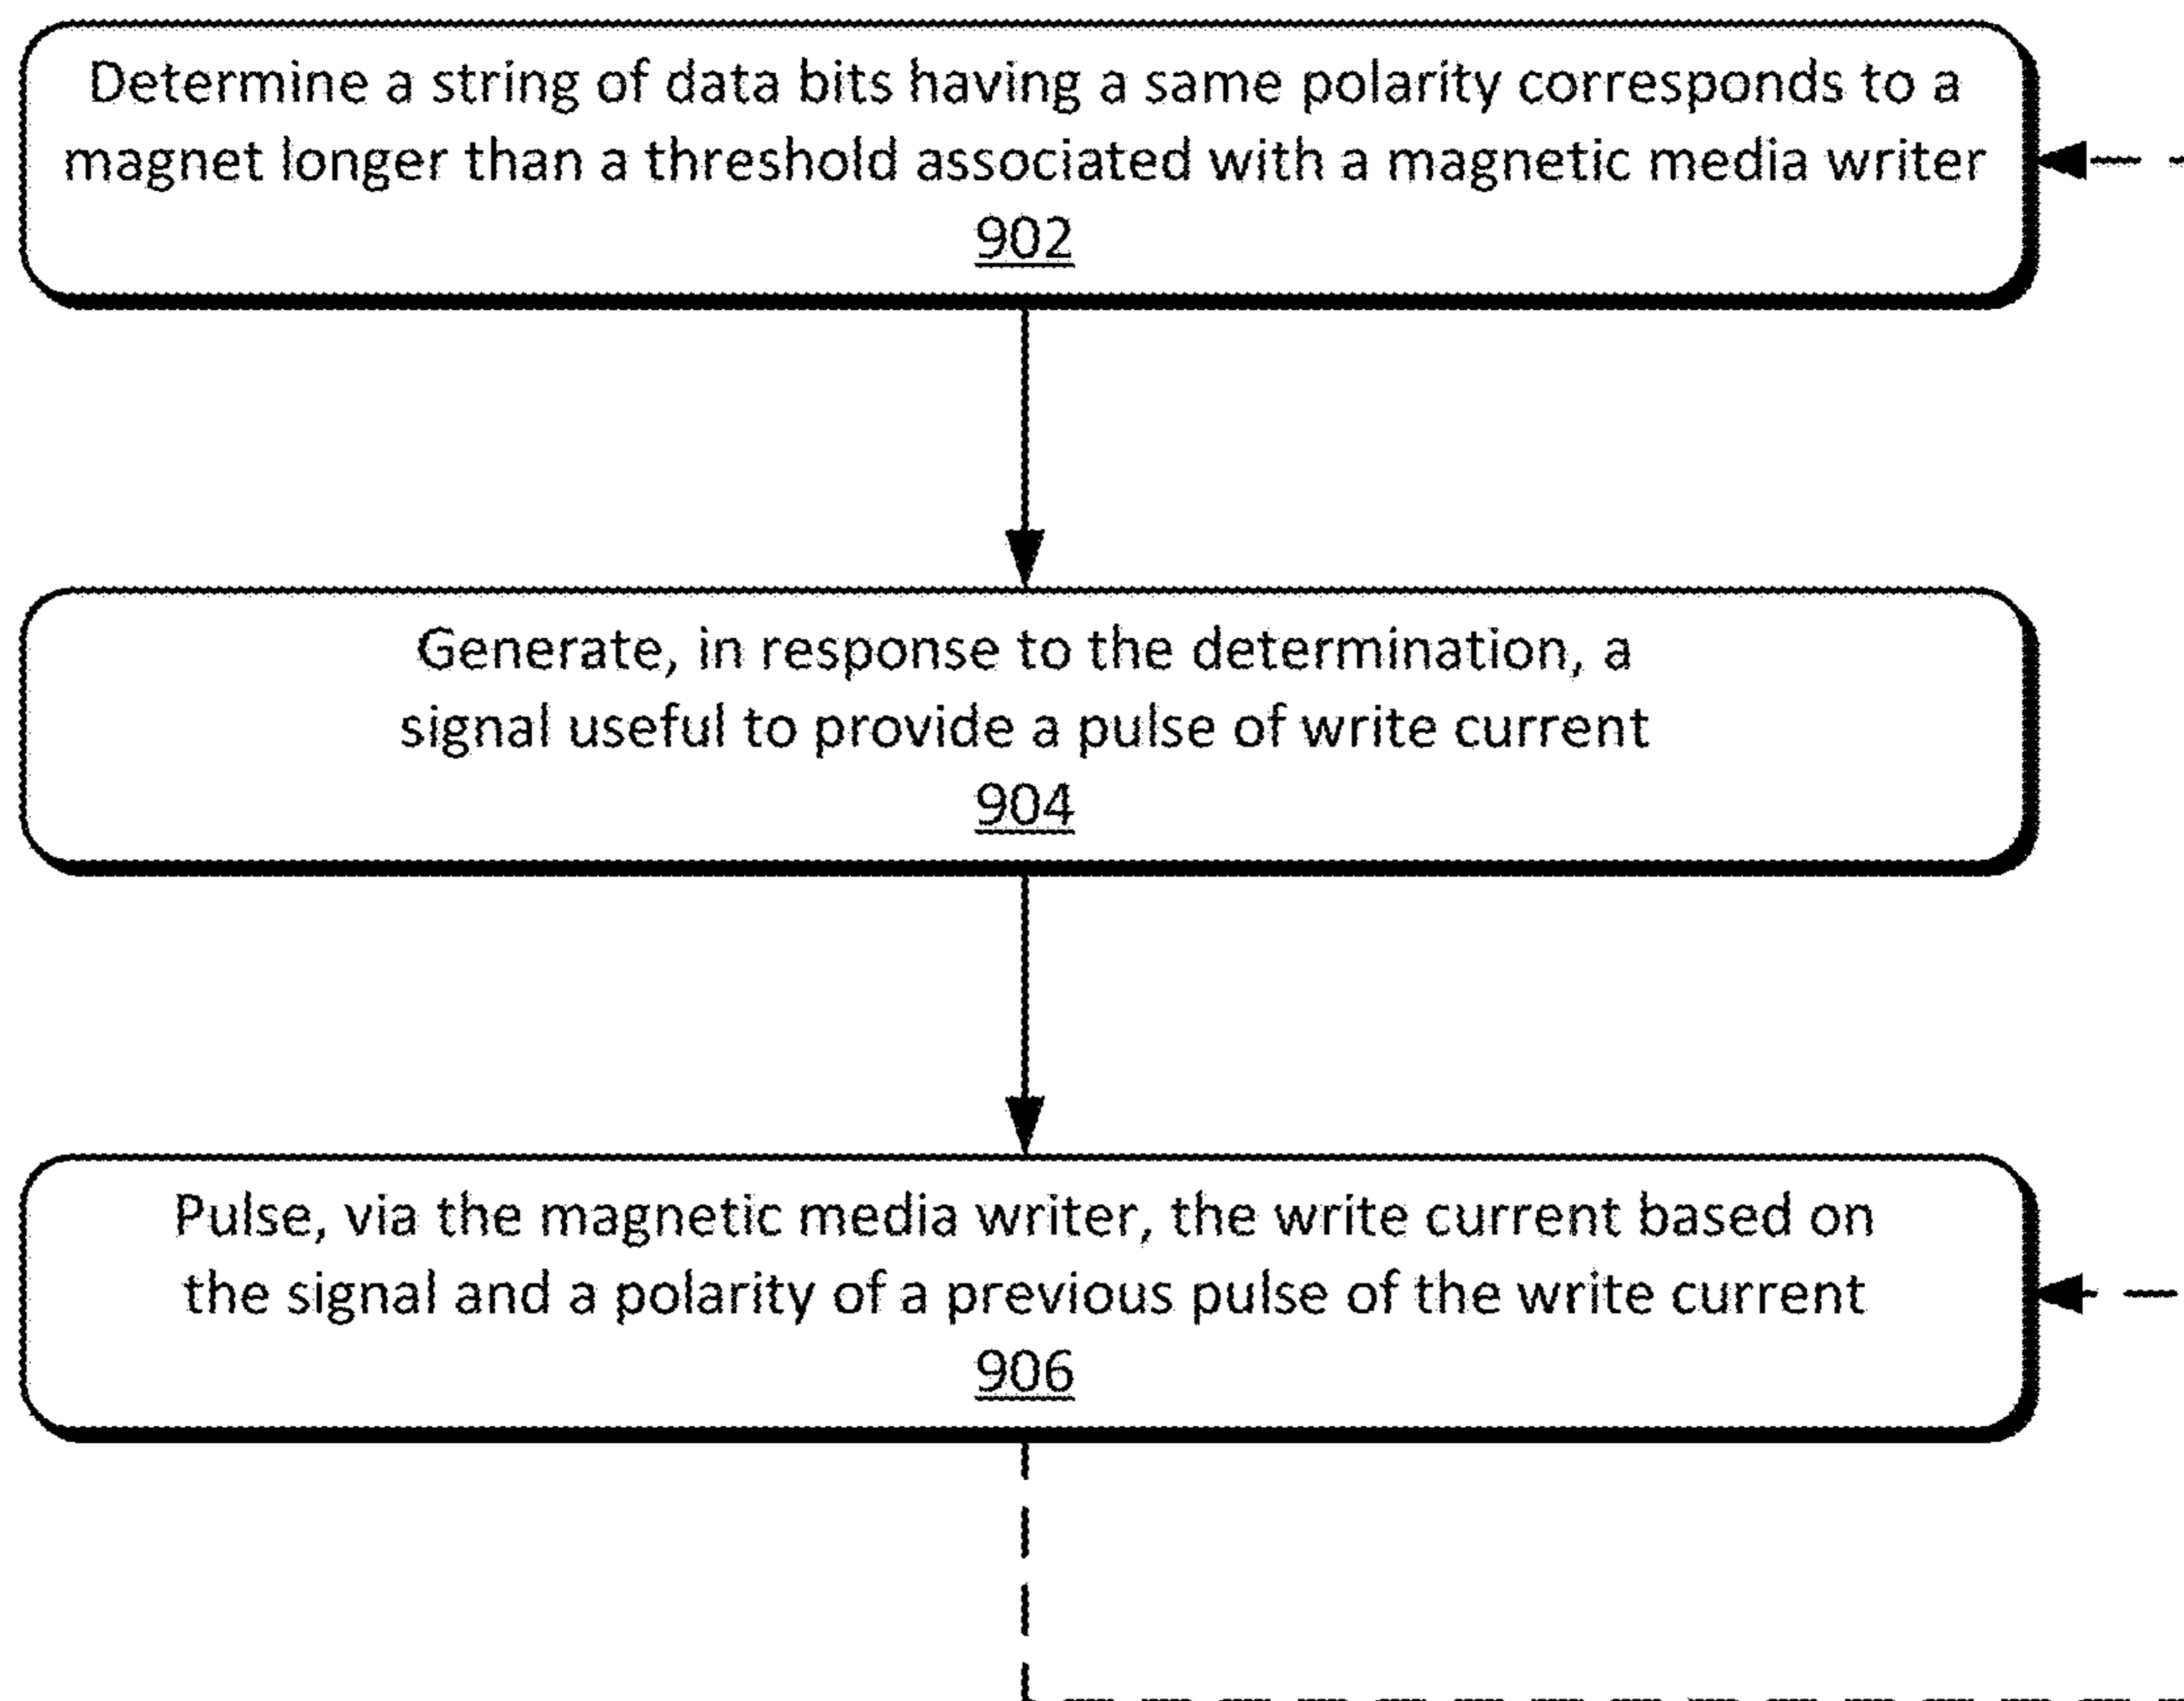 Determine a string of data bits having a same polarity corresponds to a
magnet longer than a threshold associated with a magnetic media writer
902
Generate, in response to the determination, a
signal useful to provide a pulse of write current
904
Pulse, via the magnetic media writer, the write current based on
the signal and a polarity of a previous pulse of the write current
906